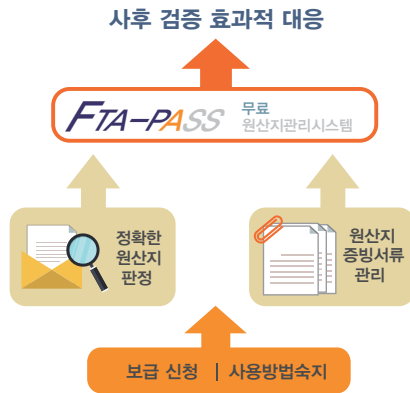 사후 검증 효과적 대응
FTA-PASS 무료
원산지관리시스템
정확한
원산지
판정
원산지
증빙서류
관리
보급 신청 | 사용방법숙지